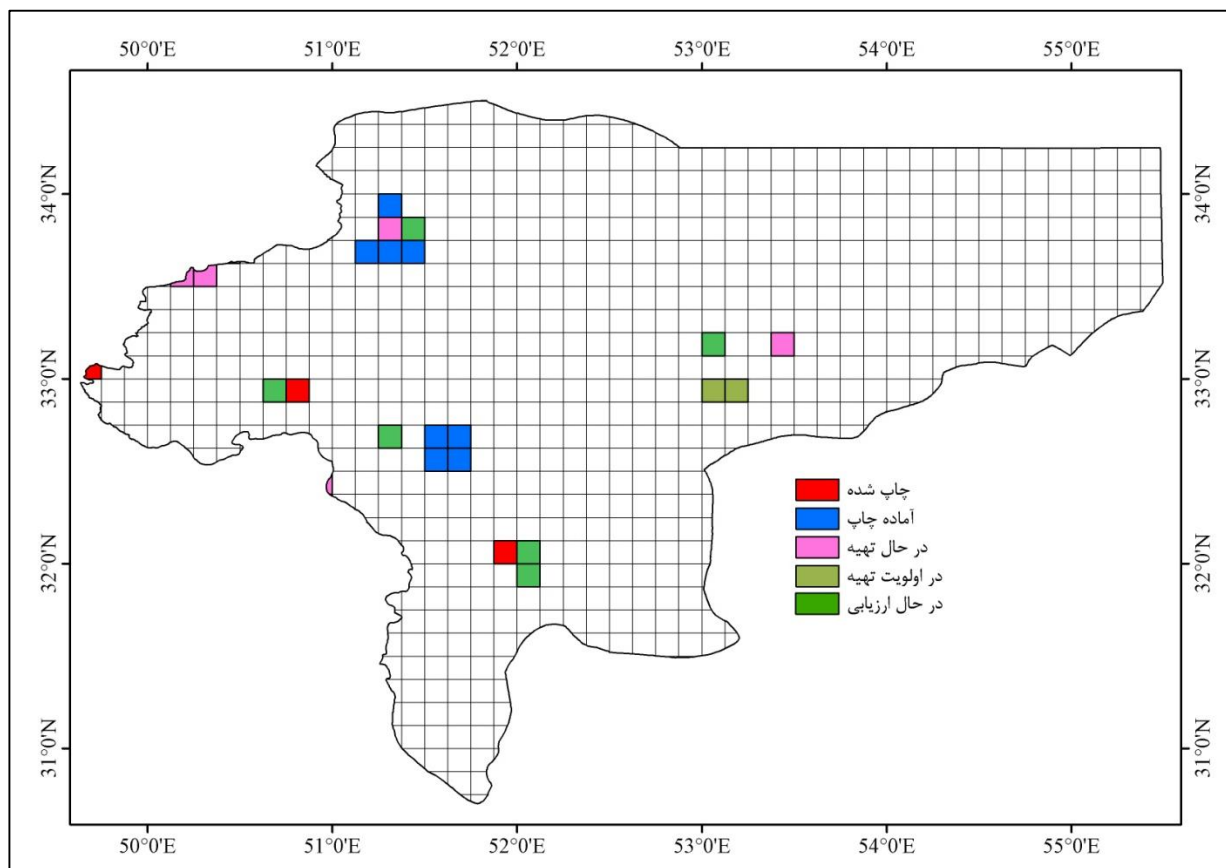 50°0'E 51°0'E 52°0'E 53°0'E 54°0'E 55°0'E
34°0'N 34°0'N
33°0'N 33°0'N
چاپ شده
آماده چاپ
در حال تهیه
32°0'N 32°0'N
در اولویت تهیه
در حال ارزیابی
31°0'N 31°0'N
50°0'E 51°0'E 52°0'E 53°0'E 54°0'E 55°0'E